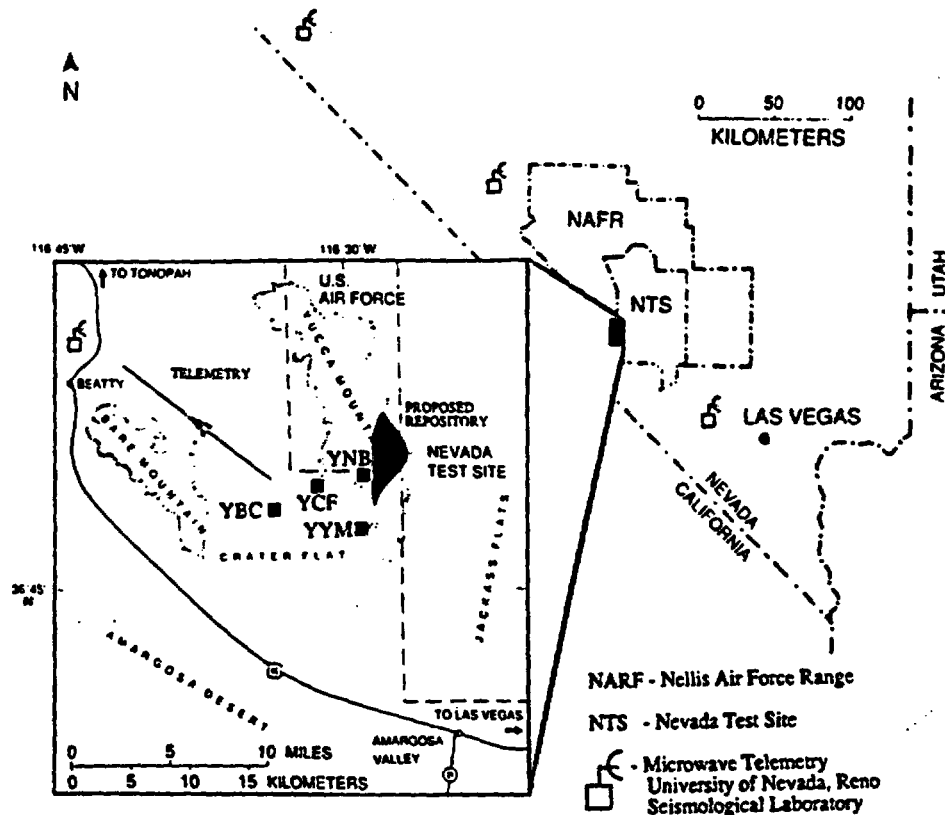 N
0 50 100
KILOMETERS
NAFR
NTS
UTAH
ARIZONA
LAS VEGAS
NEVADA
CALIFORNIA
116 45'W
116 30'W
TO TONOPAH
U.S.
AIR FORCE
YUCCA MOUNT
BEATTY
TELEMETRY
BARE MOUNTAIN
PROPOSED
REPOSITORY
NEVADA
TEST SITE
YNB
YCF
YBC
YYM
CRATER FLAT
JACKASS FLATS
36°45'
N
AMARGOSA DESERT
TO LAS VEGAS
AMARGOSA
VALLEY
0 5 10 MILES
0 5 10 15 KILOMETERS
NARF - Nellis Air Force Range
NTS - Nevada Test Site
- Microwave Telemetry
University of Nevada, Reno
Seismological Laboratory